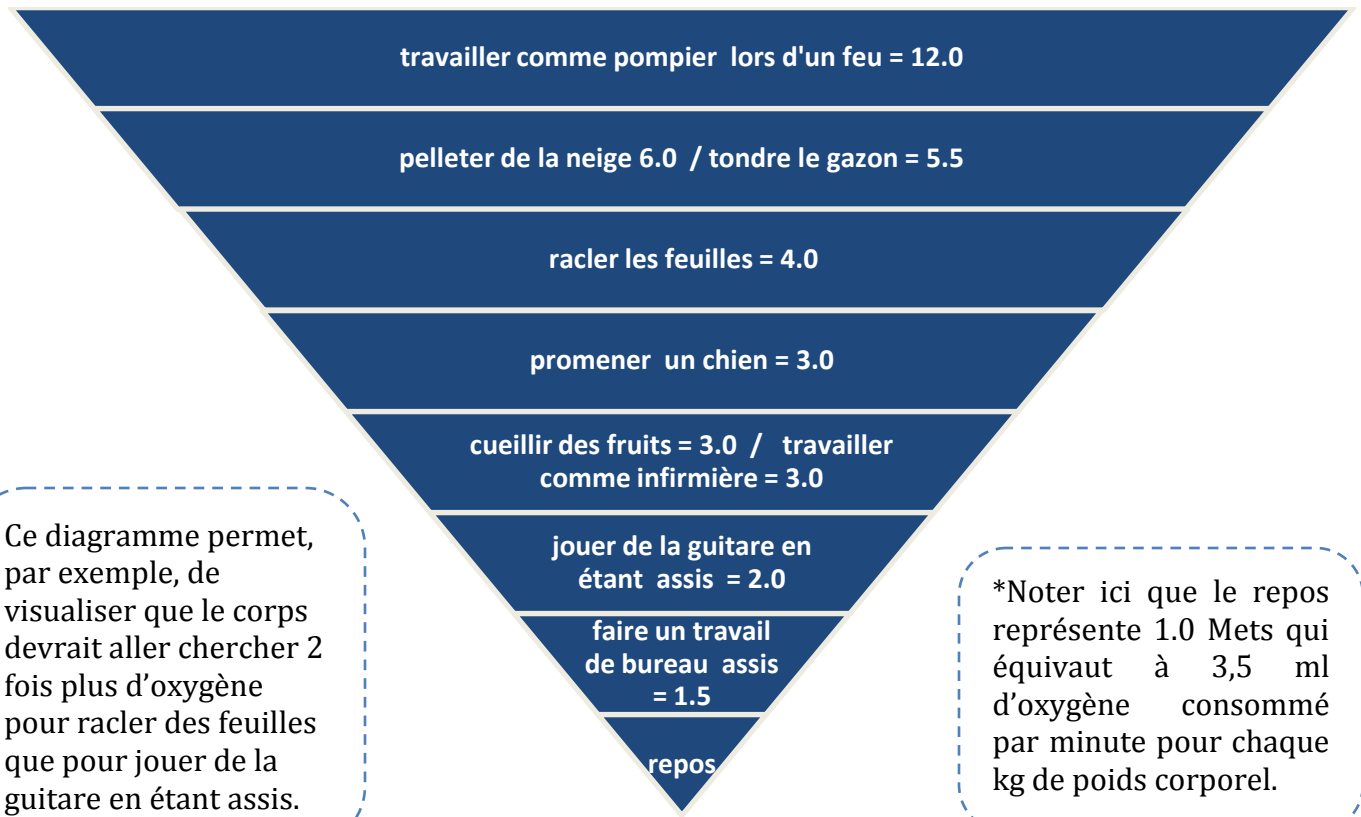 travailler comme pompier lors d'un feu = 12.0
pelleter de la neige 6.0 / tondre le gazon = 5.5
racler les feuilles = 4.0
promener un chien = 3.0
cueillir des fruits = 3.0 / travailler
comme infirmière = 3.0
jouer de la guitare en
étant assis = 2.0
faire un travail
de bureau assis
= 1.5
repos
Ce diagramme permet,
par exemple, de
visualiser que le corps
devrait aller chercher 2
fois plus d’oxygène
pour racler des feuilles
que pour jouer de la
guitare en étant assis.
*Noter ici que le repos
représente 1.0 Mets qui
équivaut à 3,5 ml
d’oxygène consommé
par minute pour chaque
kg de poids corporel.